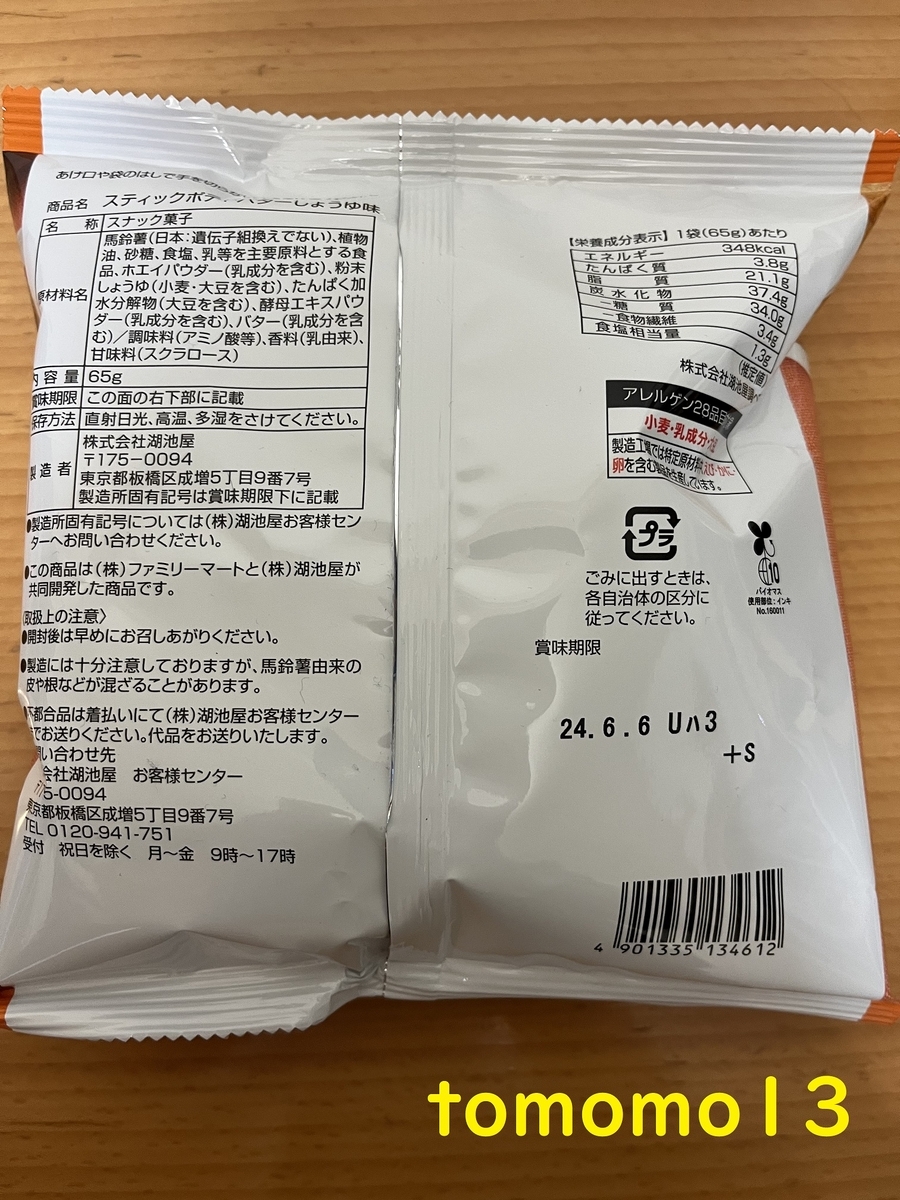 あけ口や袋のはしで手を切らな
商品名 スティックポテト バターしょうゆ味
名 称 スナック菓子
原材料名
馬鈴薯(日本:遺伝子組換えでない)、植物
油、砂糖、食塩、乳等を主要原料とする食
品、ホエイパウダー(乳成分を含む)、粉末
しょうゆ(小麦・大豆を含む)、たんぱく加
水分解物(大豆を含む)、酵母エキスパウ
ダー(乳成分を含む)、バター(乳成分を含
む)/調味料(アミノ酸等)、香料(乳由来)、
甘味料(スクラロース)
内容量 65g
賞味期限 この面の右下部に記載
保存方法 直射日光、高温、多湿をさけてください。
製造者
株式会社湖池屋
〒175-0094
東京都板橋区成増5丁目9番7号
製造所固有記号は賞味期限下に記載
●製造所固有記号については(株)湖池屋お客様セン
ターへお問い合わせください。
●この商品は(株)ファミリーマートと(株)湖池屋が
共同開発した商品です。
〈取扱上の注意〉
●開封後は早めにお召しあがりください。
●製造には十分注意しておりますが、馬鈴薯由来の
皮や根などが混ざることがあります。
不都合品は着払いにて(株)湖池屋お客様センター
までお送りください。代品をお送りいたします。
問い合わせ先
会社湖池屋 お客様センター
〒175-0094
東京都板橋区成増5丁目9番7号
TEL 0120-941-751
受付 祝日を除く 月~金 9時~17時
【栄養成分表示】1袋(65g)あたり
エネルギー 348kcal
たんぱく質 3.8g
脂質 21.1g
炭水化物 37.4g
-糖質 34.0g
-食物繊維 3.4g
食塩相当量 1.3g
(推定値)
株式会社湖池屋調べ
アレルゲン28品目
小麦・乳成分・
製造工場では特定原材料(えび・かに・
卵を含む製品を生産しています。
プラ
ごみに出すときは、
各自治体の区分に
従ってください。
10
バイオマス
使用部位:インキ
No.160011
賞味期限
24.6.6 Uハ3
+S
4 901335 134612
tomomo13